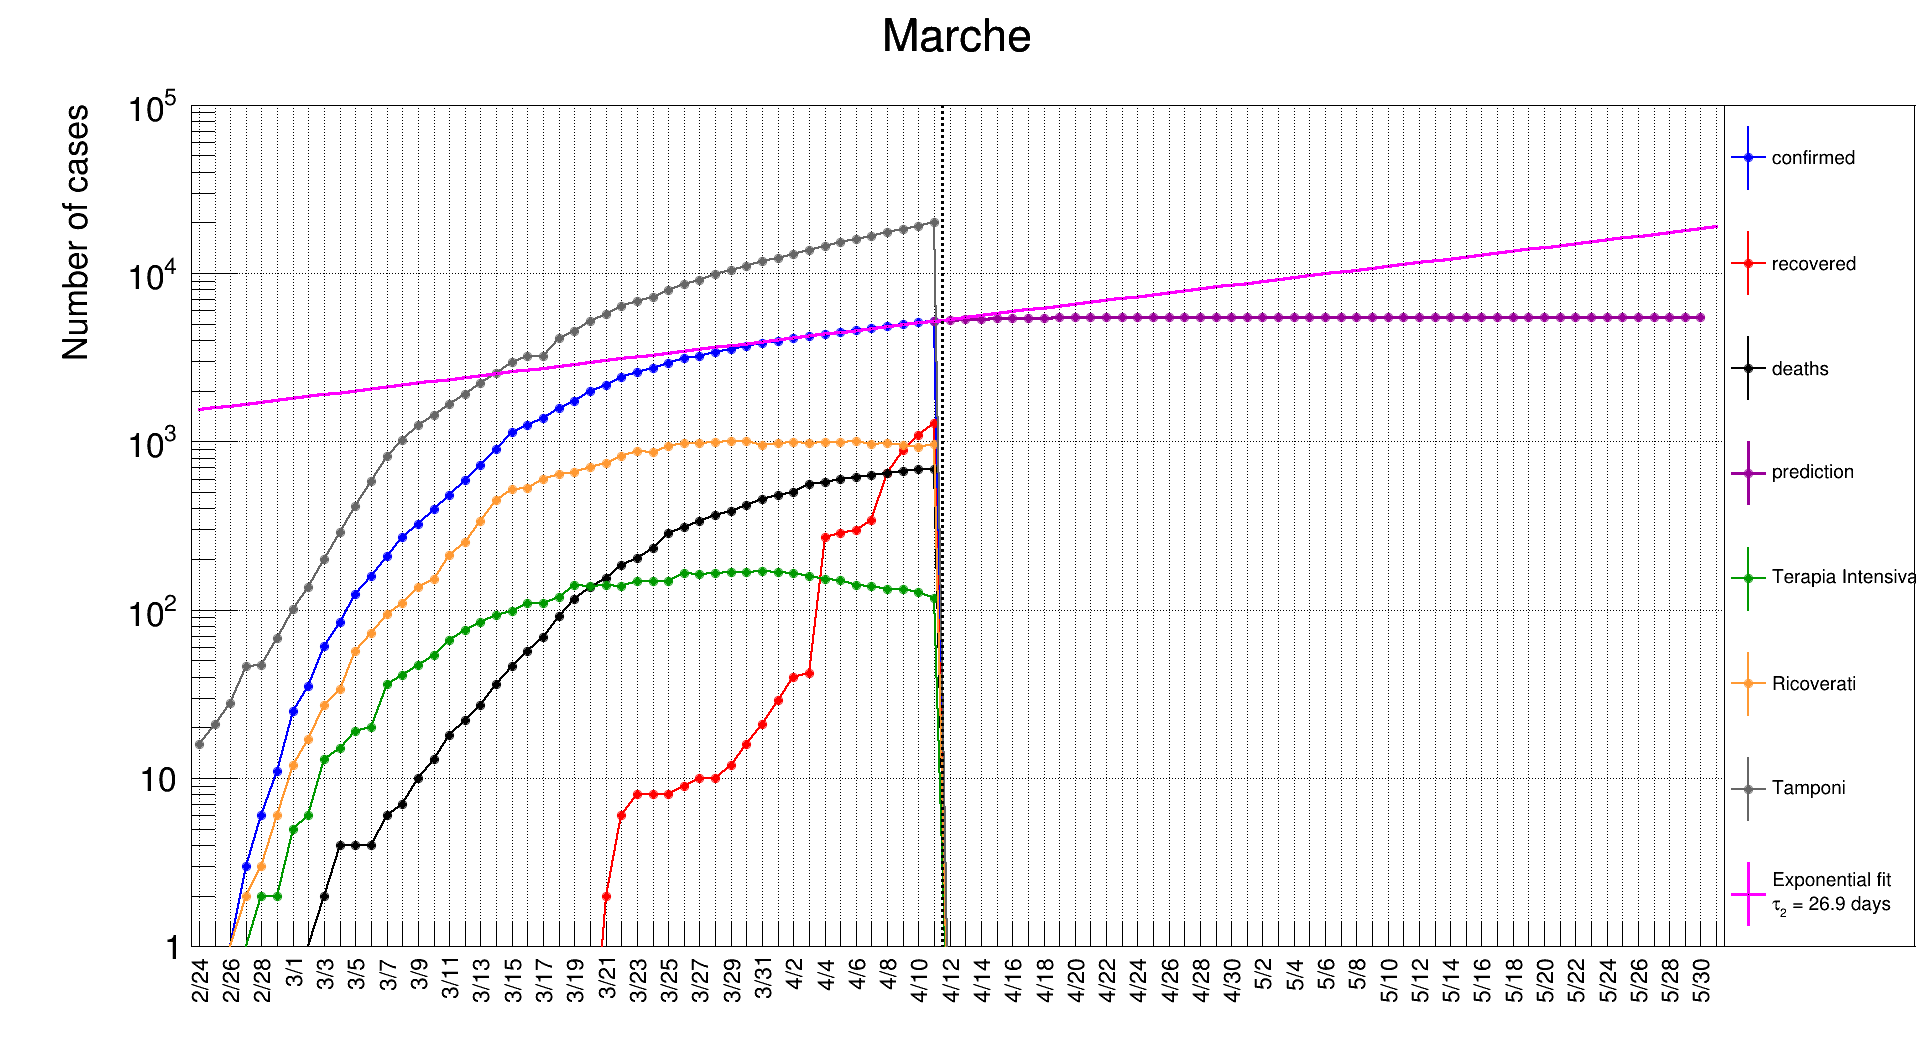 Marche
Number of cases
10^5
10^4
10^3
10^2
10
1
2/24 2/26 2/28 3/1 3/3 3/5 3/7 3/9 3/11 3/13 3/15 3/17 3/19 3/21 3/23 3/25 3/27 3/29 3/31 4/2 4/4 4/6 4/8 4/10 4/12 4/14 4/16 4/18 4/20 4/22 4/24 4/26 4/28 4/30 5/2 5/4 5/6 5/8 5/10 5/12 5/14 5/16 5/18 5/20 5/22 5/24 5/26 5/28 5/30
confirmed
recovered
deaths
prediction
Terapia Intensiva
Ricoverati
Tamponi
Exponential fit
τ₂ = 26.9 days